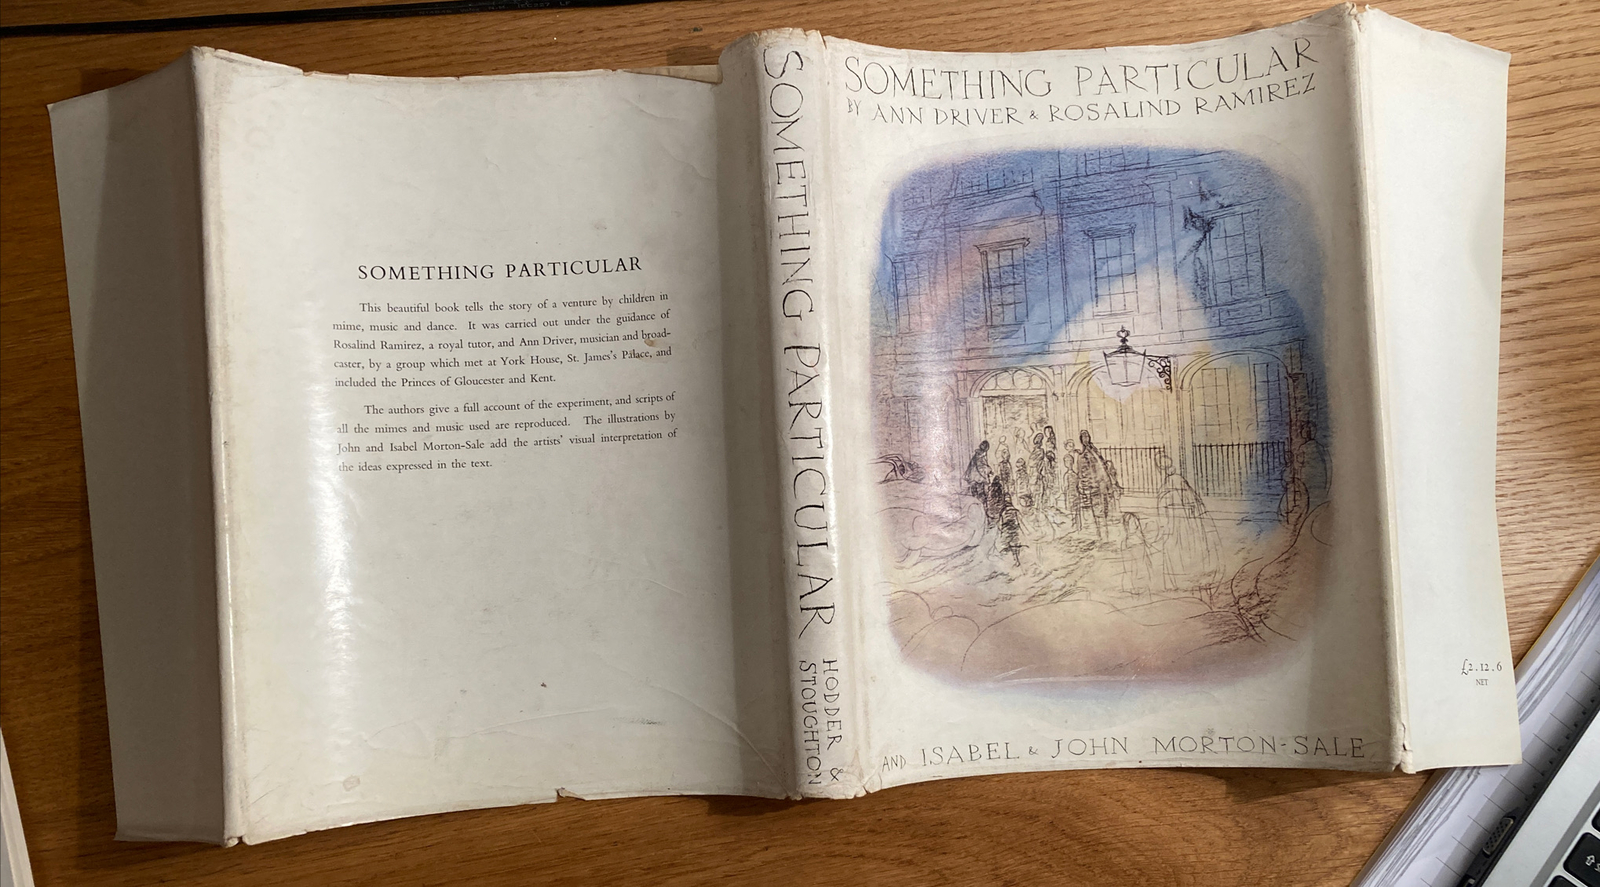 SOMETHING PARTICULAR
This beautiful book tells the story of a venture by children in
mime, music and dance. It was carried out under the guidance of
Rosalind Ramirez, a royal tutor, and Ann Driver, musician and broad-
caster, by a group which met at York House, St. James's Palace, and
included the Princes of Gloucester and Kent.
The authors give a full account of the experiment, and scripts of
all the mimes and music used are reproduced. The illustrations by
John and Isabel Morton-Sale add the artists' visual interpretation of
the ideas expressed in the text.
SOMETHING PARTICULAR
HODDER &
STOUGHTON
SOMETHING PARTICULAR
BY ANN DRIVER & ROSALIND RAMIREZ
AND ISABEL & JOHN MORTON-SALE
£2.12.6
NET